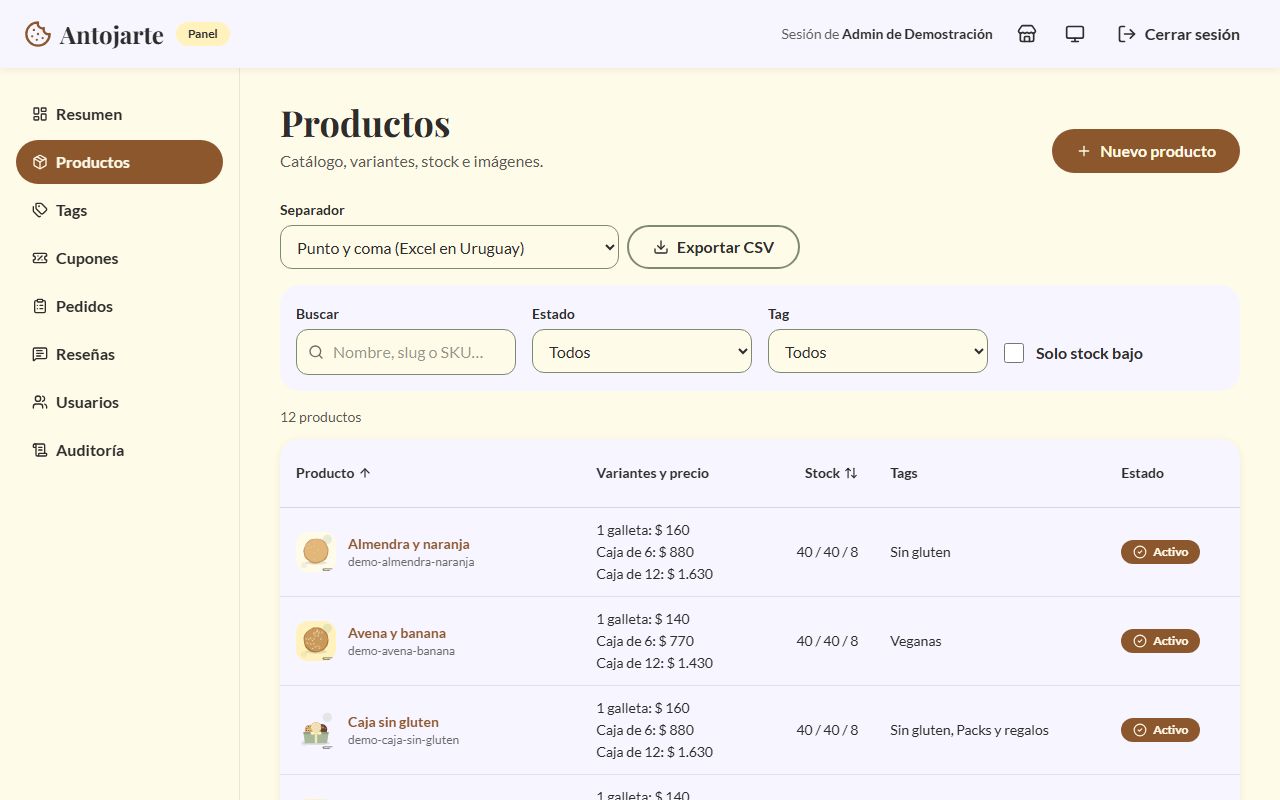 Antojarte
Panel
Sesión de Admin de Demostración
Cerrar sesión
Resumen
Productos
Tags
Cupones
Pedidos
Reseñas
Usuarios
Auditoría
Productos
Catálogo, variantes, stock e imágenes.
+ Nuevo producto
Separador
Punto y coma (Excel en Uruguay)
Exportar CSV
Buscar
Nombre, slug o SKU...
Estado
Todos
Tag
Todos
Solo stock bajo
12 productos
Producto ↑
Variantes y precio
Stock ↑↓
Tags
Estado
Almendra y naranja
demo-almendra-naranja
1 galleta: $ 160
Caja de 6: $ 880
Caja de 12: $ 1.630
40 / 40 / 8
Sin gluten
Activo
Avena y banana
demo-avena-banana
1 galleta: $ 140
Caja de 6: $ 770
Caja de 12: $ 1.430
40 / 40 / 8
Veganas
Activo
Caja sin gluten
demo-caja-sin-gluten
1 galleta: $ 160
Caja de 6: $ 880
Caja de 12: $ 1.630
40 / 40 / 8
Sin gluten, Packs y regalos
Activo
1 galleta: $ 140